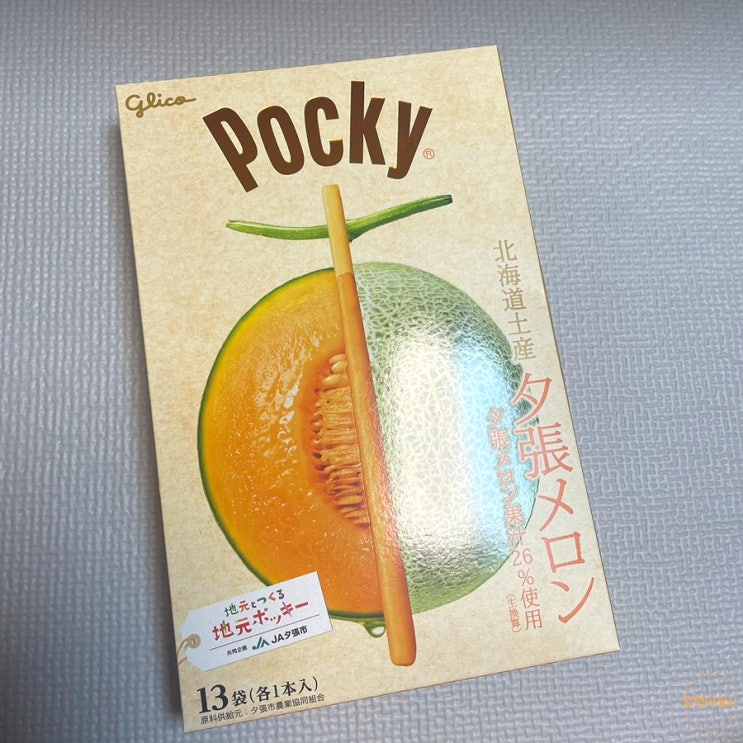 glico
Pocky®
北海道土産
夕張メロン
夕張メロン果汁26%使用
(生換算)
地元とつくる
地元ポッキー
共同企画 JA夕張市
13袋(各1本入)
原料供給元:夕張市農業協同組合